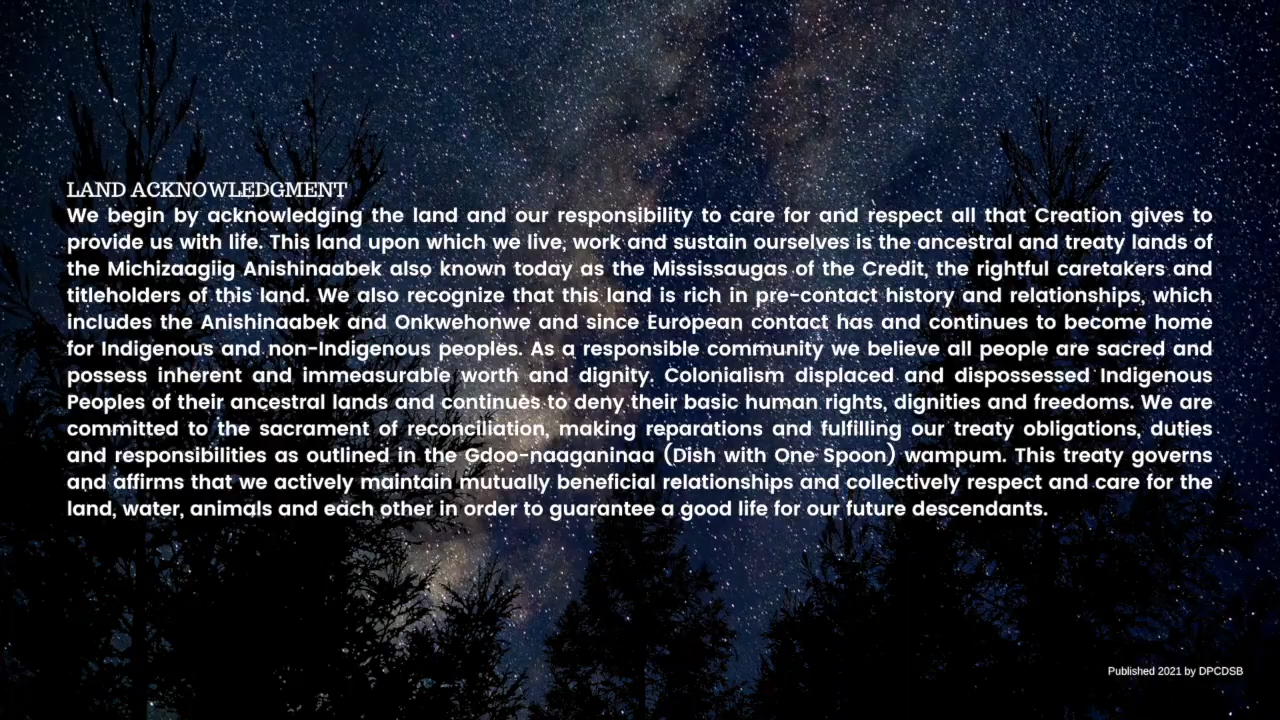 LAND ACKNOWLEDGMENT
We begin by acknowledging the land and our responsibility to care for and respect all that Creation gives to
provide us with life. This land upon which we live, work and sustain ourselves is the ancestral and treaty lands of
the Michizaagiig Anishinaabek also known today as the Mississaugas of the Credit, the rightful caretakers and
titleholders of this land. We also recognize that this land is rich in pre-contact history and relationships, which
includes the Anishinaabek and Onkwehonwe and since European contact has and continues to become home
for Indigenous and non-Indigenous peoples. As a responsible community we believe all people are sacred and
possess inherent and immeasurable worth and dignity. Colonialism displaced and dispossessed Indigenous
Peoples of their ancestral lands and continues to deny their basic human rights, dignities and freedoms. We are
committed to the sacrament of reconciliation, making reparations and fulfilling our treaty obligations, duties
and responsibilities as outlined in the Gdoo-naaganinaa (Dish with One Spoon) wampum. This treaty governs
and affirms that we actively maintain mutually beneficial relationships and collectively respect and care for the
land, water, animals and each other in order to guarantee a good life for our future descendants.
Published 2021 by DPCDSB